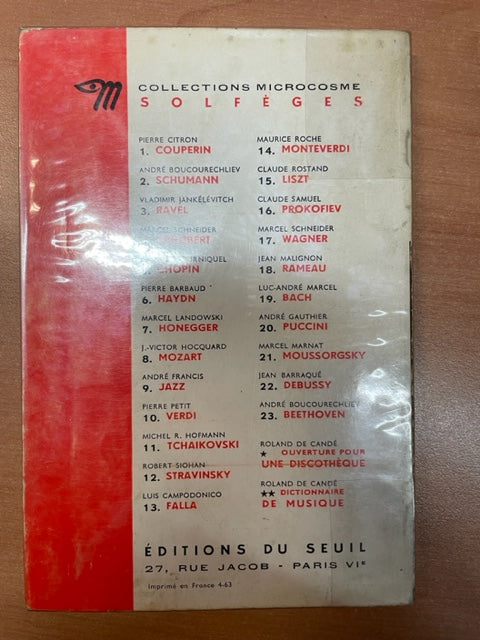 m
COLLECTIONS MICROCOSME
SOLFÈGES
PIERRE CITRON
1. COUPERIN
ANDRÉ BOUCOURECHLIEV
2. SCHUMANN
VLADIMIR JANKÉLÉVITCH
3. RAVEL
MARCEL SCHNEIDER
PIERRE BARBAUD
6. HAYDN
MARCEL LANDOWSKI
7. HONEGGER
J.-VICTOR HOCQUARD
8. MOZART
ANDRÉ FRANCIS
9. JAZZ
PIERRE PETIT
10. VERDI
MICHEL R. HOFMANN
11. TCHAIKOVSKI
ROBERT SIOHAN
12. STRAVINSKY
LUIS CAMPODONICO
13. FALLA
MAURICE ROCHE
14. MONTEVERDI
CLAUDE ROSTAND
15. LISZT
CLAUDE SAMUEL
16. PROKOFIEV
MARCEL SCHNEIDER
17. WAGNER
JEAN MALIGNON
18. RAMEAU
LUC-ANDRÉ MARCEL
19. BACH
ANDRÉ GAUTHIER
20. PUCCINI
MARCEL MARNAT
21. MOUSSORGSKY
JEAN BARRAQUÉ
22. DEBUSSY
ANDRÉ BOUCOURECHLIEV
23. BEETHOVEN
ROLAND DE CANDÉ
★ OUVERTURE POUR
UNE DISCOTHÈQUE
ROLAND DE CANDÉ
★★ DICTIONNAIRE
DE MUSIQUE
ÉDITIONS DU SEUIL
27, RUE JACOB - PARIS VIE
Imprimé en France 4-63